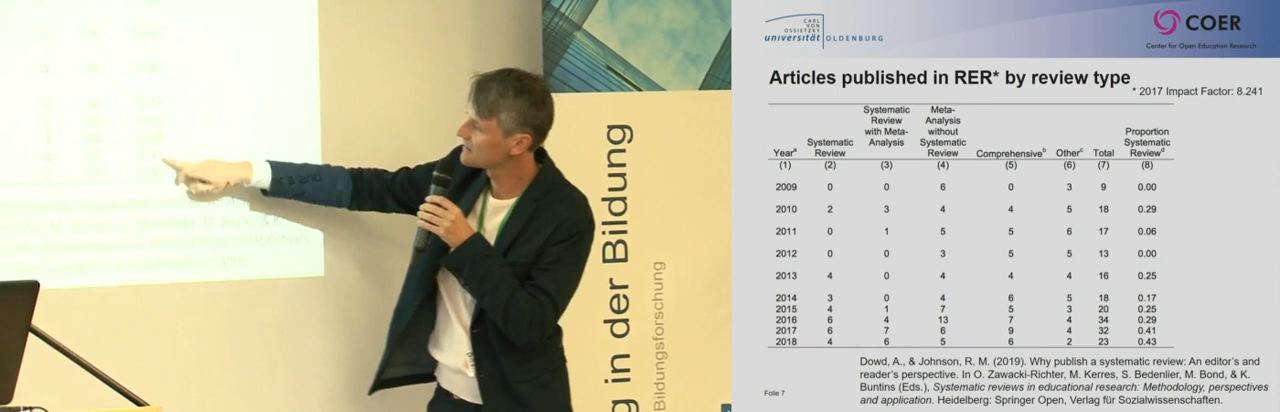 g in der Bildung
Bildungsforschung
CARL
VON
OSSIETZKY
universität OLDENBURG
COER
Center for Open Education Research
Articles published in RER* by review type
* 2017 Impact Factor: 8.241
Yearᵃ Systematic Review Systematic Review with Meta-Analysis Meta-Analysis without Systematic Review Comprehensiveᵇ Otherᶜ Total Proportion Systematic Reviewᵈ
(1) (2) (3) (4) (5) (6) (7) (8)
2009 0 0 6 0 3 9 0.00
2010 2 3 4 4 5 18 0.29
2011 0 1 5 5 6 17 0.06
2012 0 0 3 5 5 13 0.00
2013 4 0 4 4 4 16 0.25
2014 3 0 4 6 5 18 0.17
2015 4 1 7 5 3 20 0.25
2016 6 4 13 7 4 34 0.29
2017 6 7 6 9 4 32 0.41
2018 4 6 5 6 2 23 0.43
Dowd, A., & Johnson, R. M. (2019). Why publish a systematic review: An editor's and
reader's perspective. In O. Zawacki-Richter, M. Kerres, S. Bedenlier, M. Bond, & K.
Buntins (Eds.), Systematic reviews in educational research: Methodology, perspectives
and application. Heidelberg: Springer Open, Verlag für Sozialwissenschaften.
Folie 7